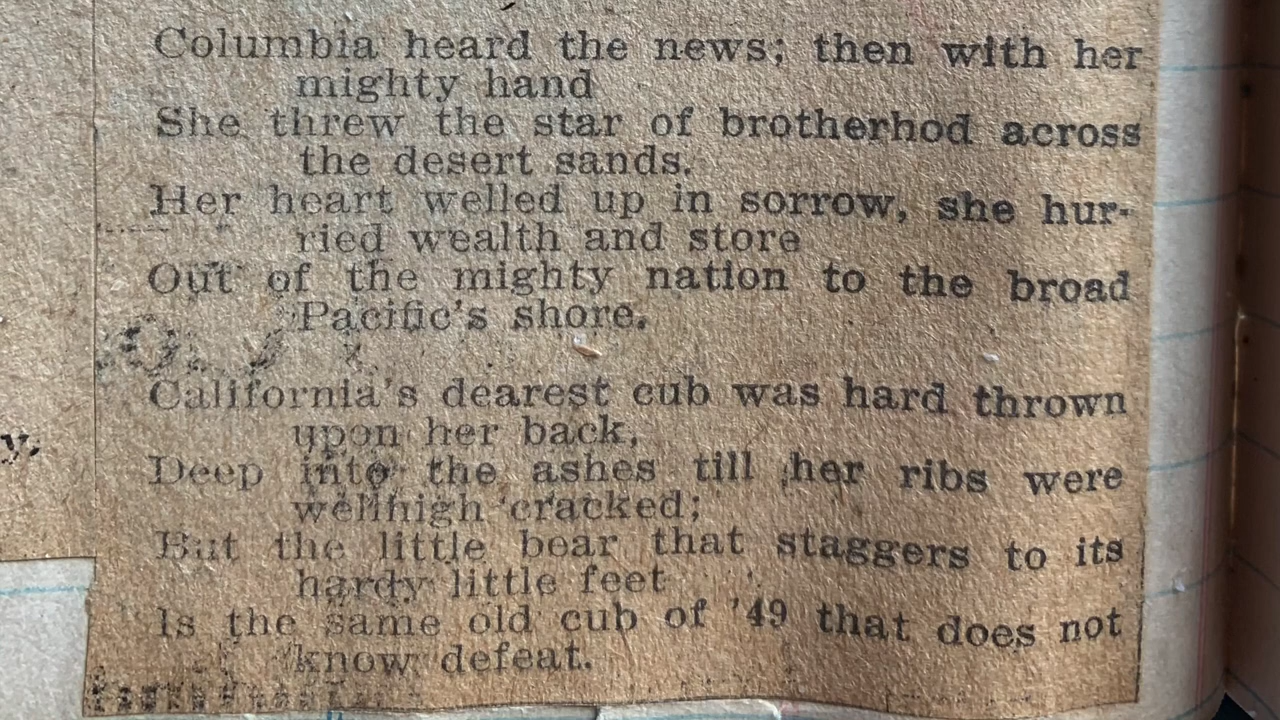 Columbia heard the news; then with her
mighty hand
She threw the star of brotherhod across
the desert sands.
Her heart welled up in sorrow, she hur-
ried wealth and store
Out of the mighty nation to the broad
Pacific's shore.
California's dearest cub was hard thrown
upon her back,
Deep into the ashes till her ribs were
wellnigh cracked;
But the little bear that staggers to its
hardy little feet
Is the same old cub of '49 that does not
know defeat.